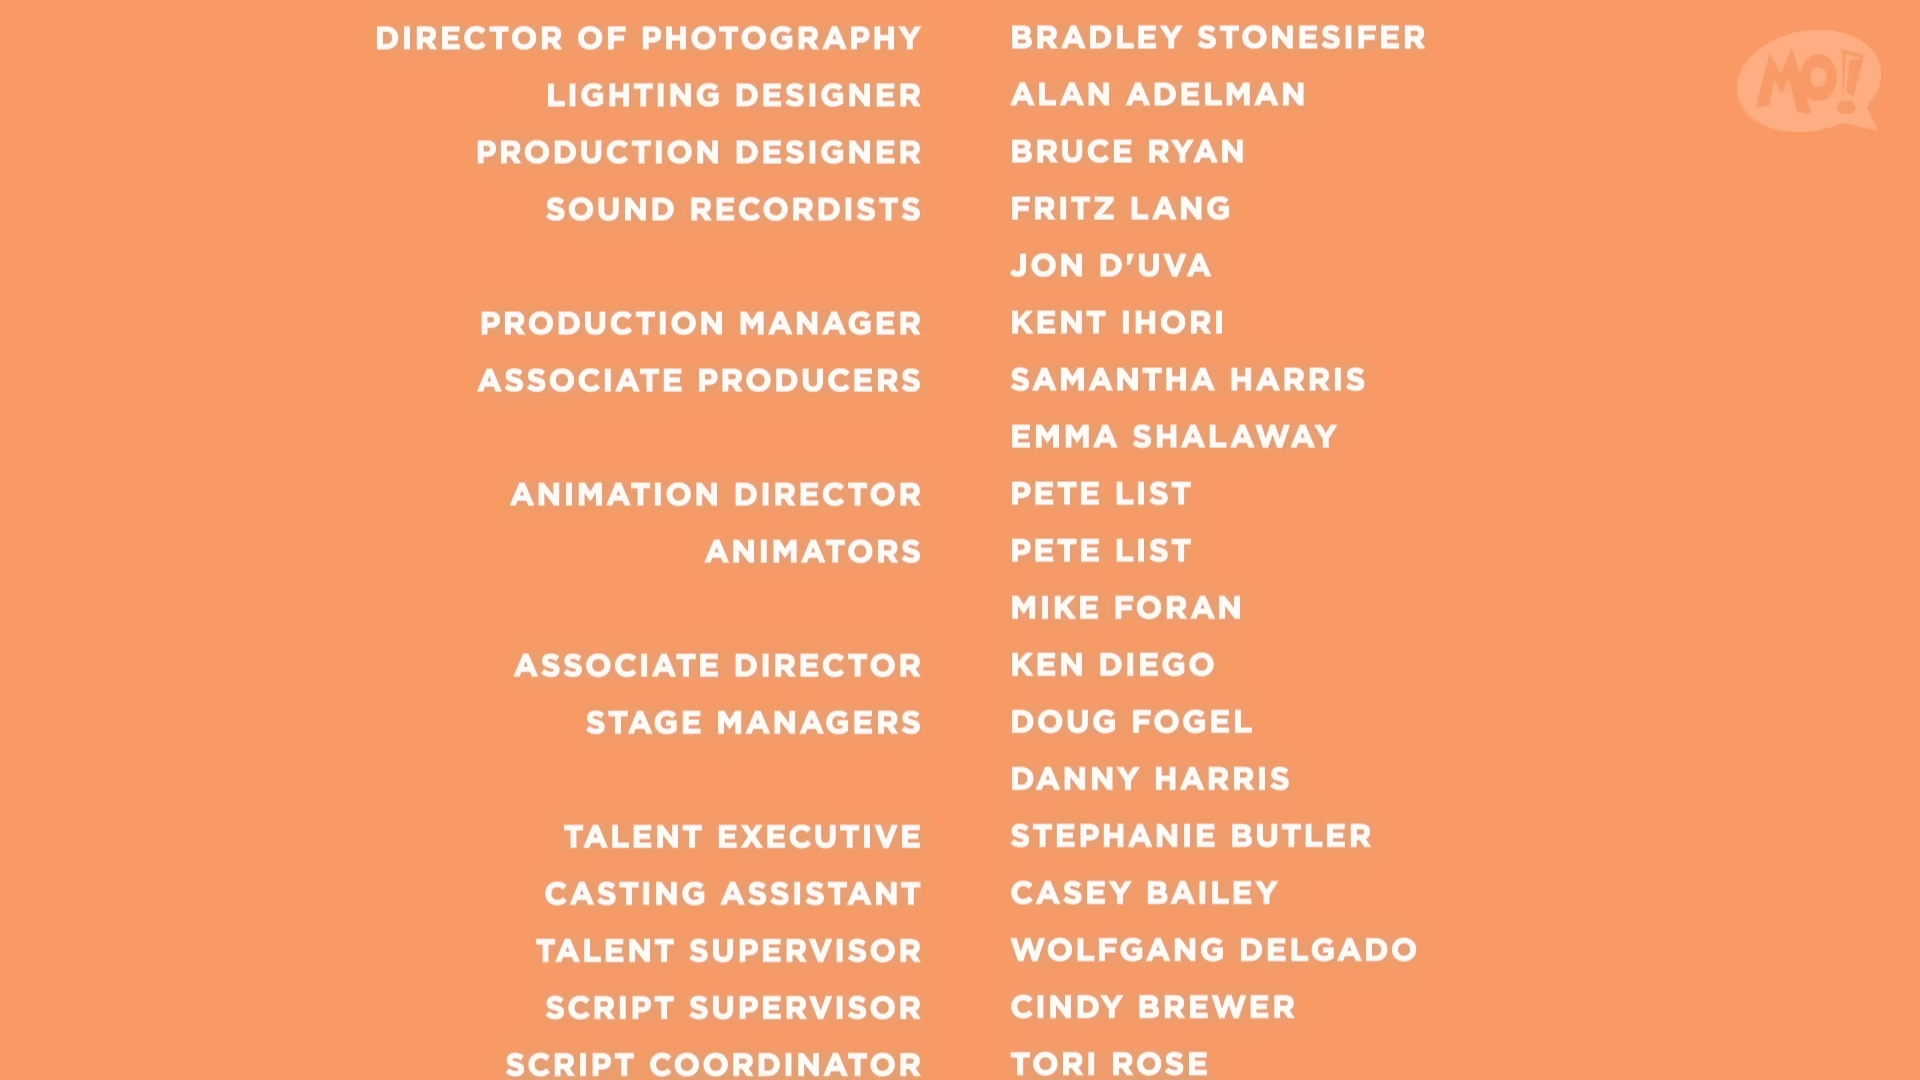 DIRECTOR OF PHOTOGRAPHY BRADLEY STONESIFER
LIGHTING DESIGNER ALAN ADELMAN
PRODUCTION DESIGNER BRUCE RYAN
SOUND RECORDISTS FRITZ LANG
JON D'UVA
PRODUCTION MANAGER KENT IHORI
ASSOCIATE PRODUCERS SAMANTHA HARRIS
EMMA SHALAWAY
ANIMATION DIRECTOR PETE LIST
ANIMATORS PETE LIST
MIKE FORAN
ASSOCIATE DIRECTOR KEN DIEGO
STAGE MANAGERS DOUG FOGEL
DANNY HARRIS
TALENT EXECUTIVE STEPHANIE BUTLER
CASTING ASSISTANT CASEY BAILEY
TALENT SUPERVISOR WOLFGANG DELGADO
SCRIPT SUPERVISOR CINDY BREWER
SCRIPT COORDINATOR TORI ROSE
MO!